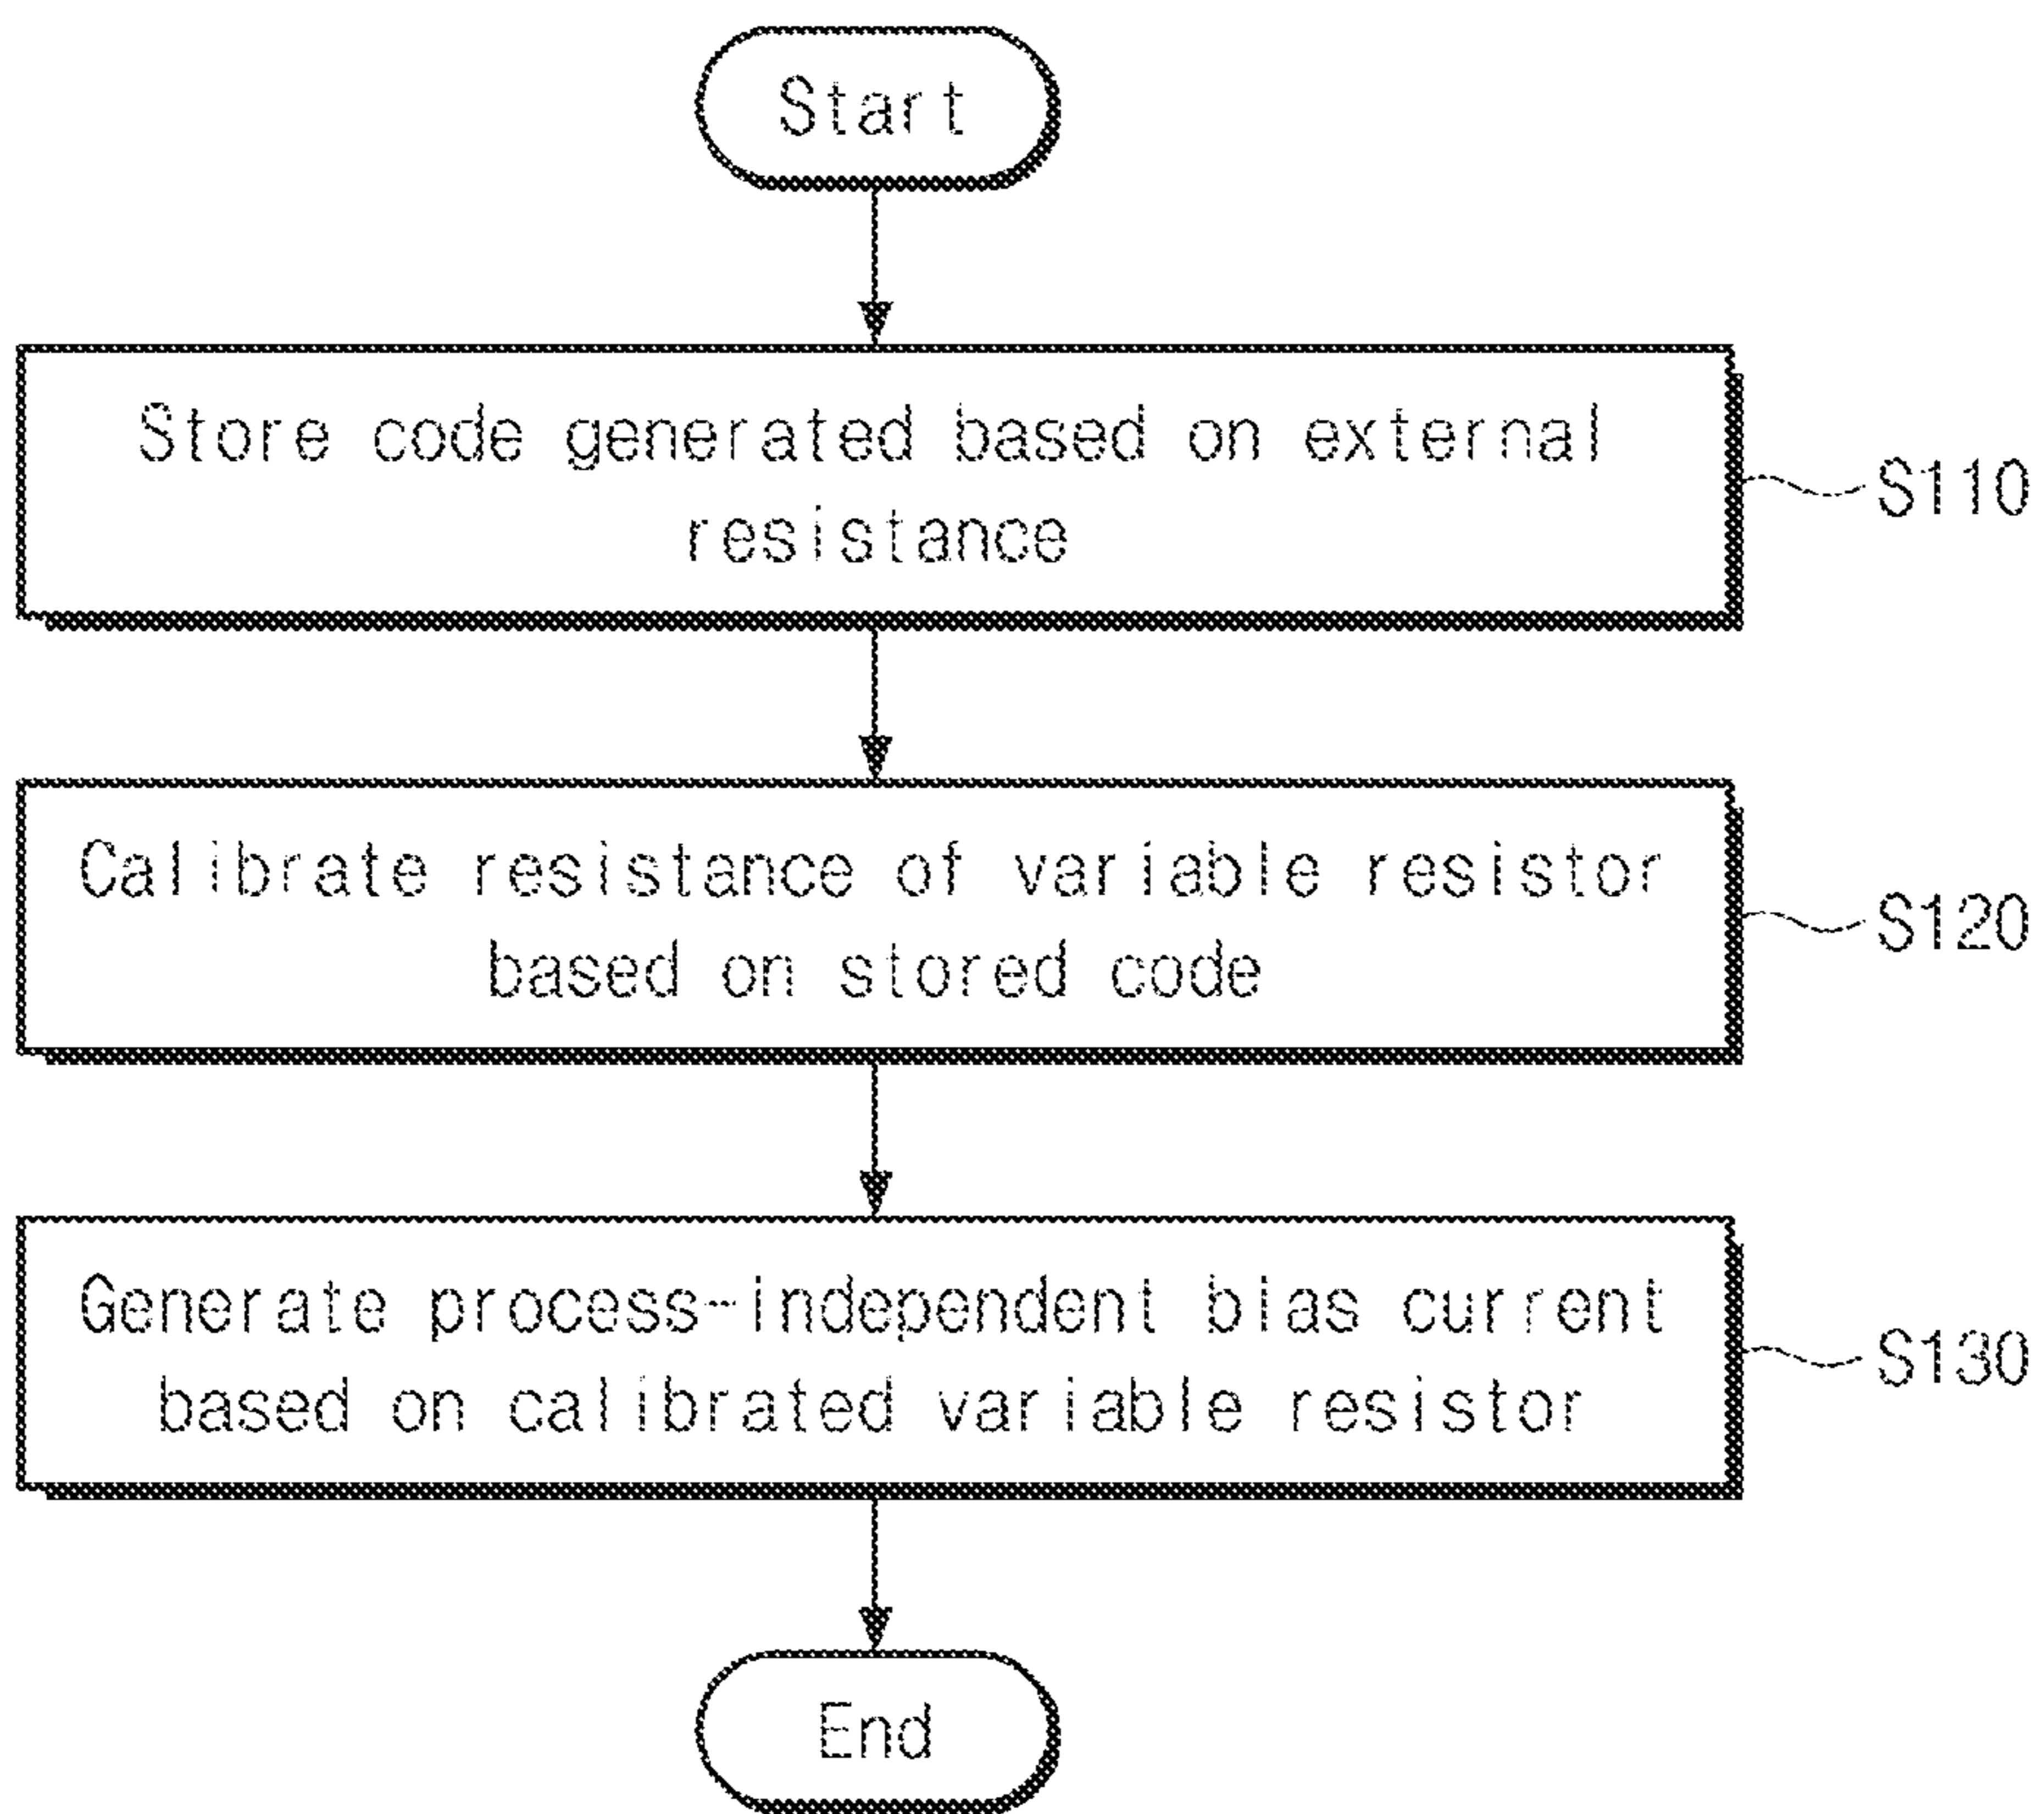 Start
Store code generated based on external
resistance
S110
Calibrate resistance of variable resistor
based on stored code
S120
Generate process-independent bias current
based on calibrated variable resistor
S130
End